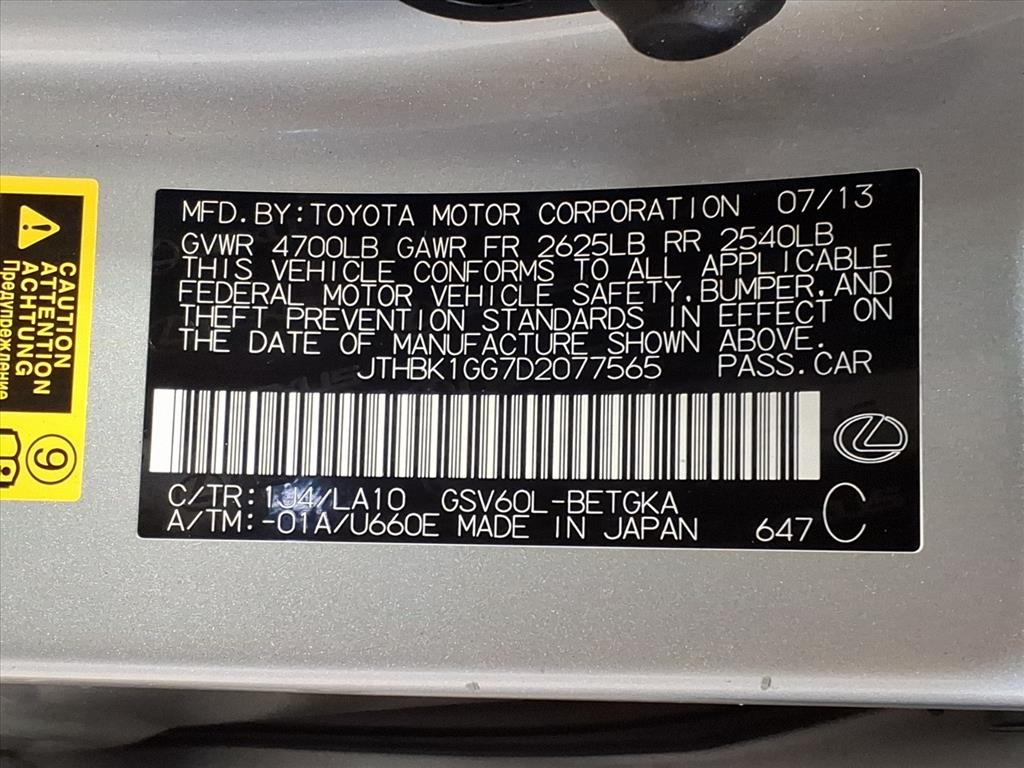 MFD.BY:TOYOTA MOTOR CORPORATION 07/13
GVWR 4700LB GAWR FR 2625LB RR 2540LB
THIS VEHICLE CONFORMS TO ALL APPLICABLE
FEDERAL MOTOR VEHICLE SAFETY,BUMPER,AND
THEFT PREVENTION STANDARDS IN EFFECT ON
THE DATE OF MANUFACTURE SHOWN ABOVE.
JTHBK1GG7D2077565 PASS.CAR
C/TR:1J4/LA10 GSV60L-BETGKA
A/TM:-01A/U660E MADE IN JAPAN 647 C
CAUTION
ATTENTION
ACHTUNG
Предупреждение
9